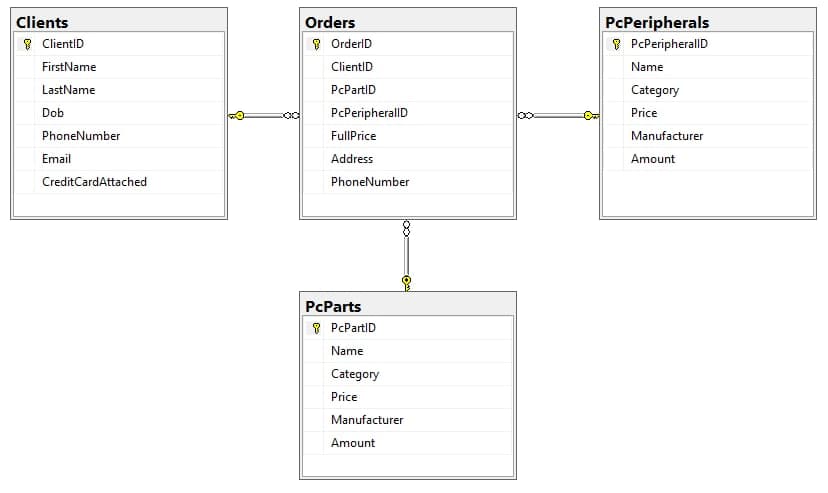 Clients
ClientID
FirstName
LastName
Dob
PhoneNumber
Email
CreditCardAttached
Orders
OrderID
ClientID
PcPartID
PcPeripheralID
FullPrice
Address
PhoneNumber
PcPeripherals
PcPeripheralID
Name
Category
Price
Manufacturer
Amount
PcParts
PcPartID
Name
Category
Price
Manufacturer
Amount